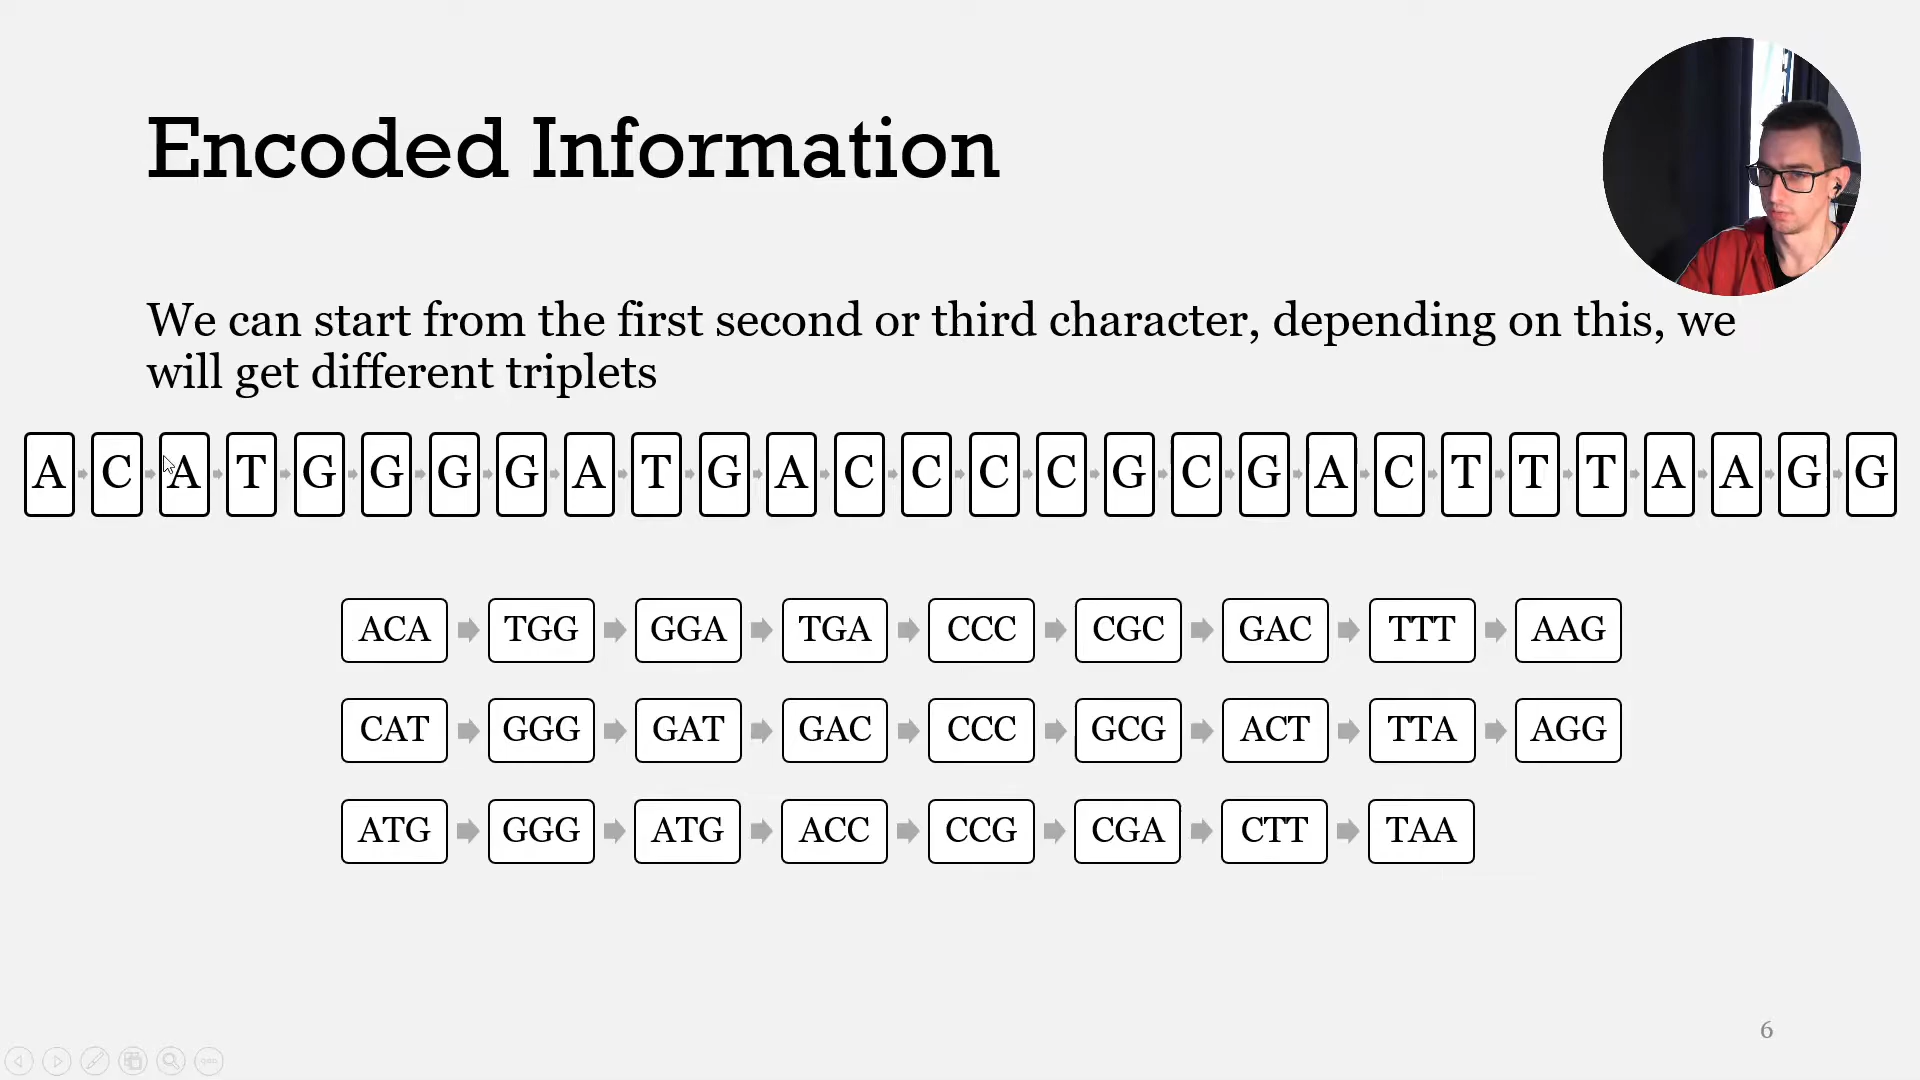 Encoded Information
We can start from the first second or third character, depending on this, we
will get different triplets
A C A T G G G G A T G A C C C C G C G A C T T T A A G G
ACA TGG GGA TGA CCC CGC GAC TTT AAG
CAT GGG GAT GAC CCC GCG ACT TTA AGG
ATG GGG ATG ACC CCG CGA CTT TAA
6